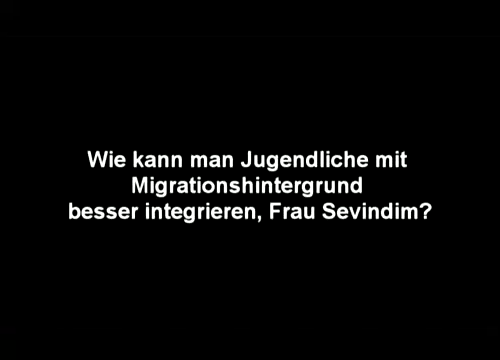 Wie kann man Jugendliche mit
Migrationshintergrund
besser integrieren, Frau Sevindim?